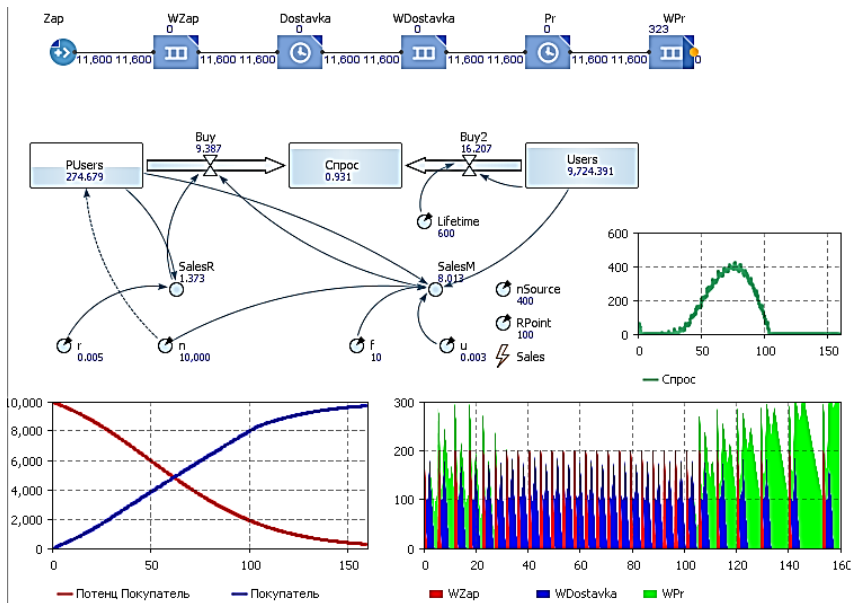 Zap WZap Dostavka WDostavka Pr WPr
0 0 0 0 323
11,600 11,600 11,600 11,600 11,600 11,600 11,600 11,600 11,600 11,600 0
Buy
9.387
Buy2
16.207
PUsers
274.679
Спрос
0.931
Users
9,724.391
Lifetime
600
SalesR
1.373
SalesM
8.013
nSource
400
RPoint
100
Sales
r
0.005
n
10,000
f
10
u
0.003
600
400
200
0
0 50 100 150
Спрос
10,000
8,000
6,000
4,000
2,000
0
0 50 100 150
Потенц Покупатель Покупатель
300
200
100
0
0 20 40 60 80 100 120 140 160
WZap WDostavka WPr